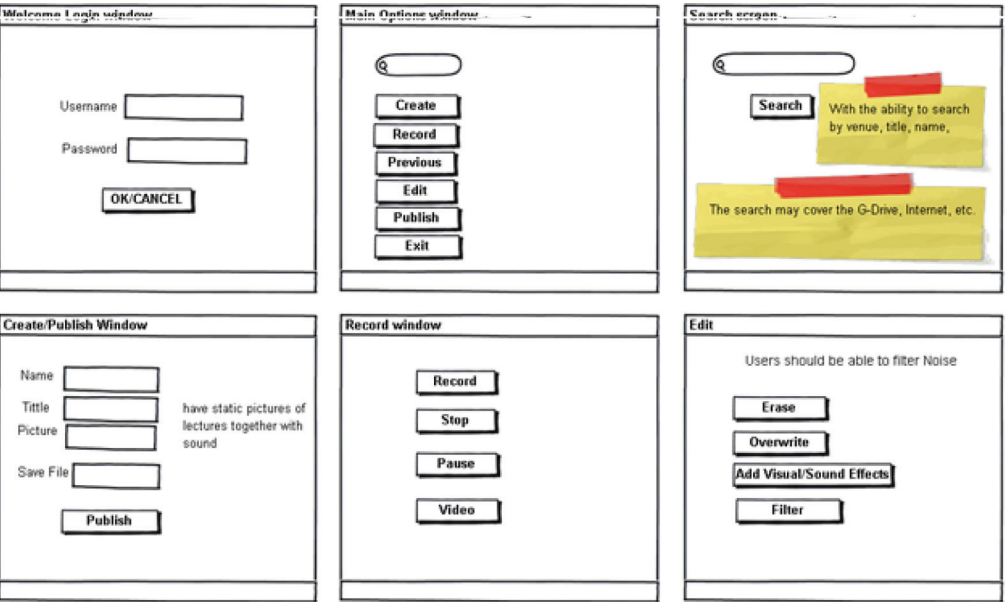 Welcome Login window
Username
Password
OK/CANCEL
Main Options window
Create
Record
Previous
Edit
Publish
Exit
Search screen
Search
With the ability to search
by venue, title, name,
The search may cover the G-Drive, Internet, etc.
Create/Publish Window
Name
Tittle
Picture
Save File
have static pictures of
lectures together with
sound
Publish
Record window
Record
Stop
Pause
Video
Edit
Users should be able to filter Noise
Erase
Overwrite
Add Visual/Sound Effects
Filter